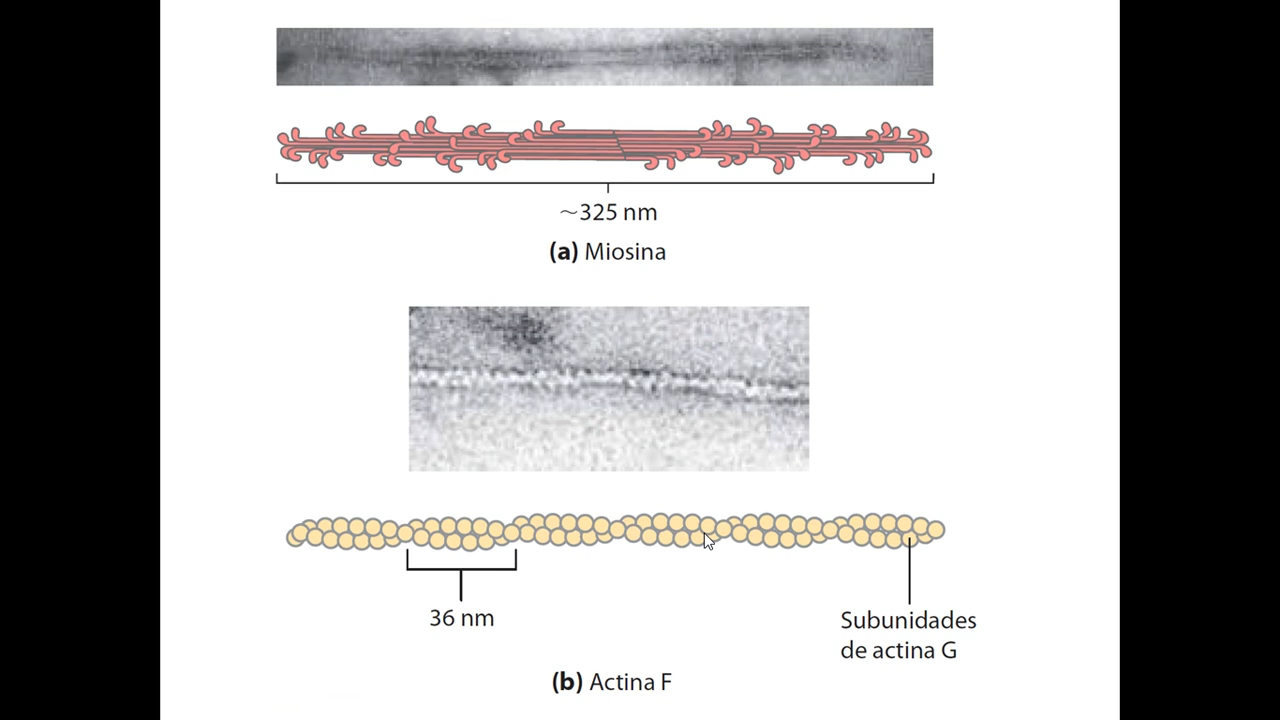 ~325 nm
(a) Miosina
36 nm
Subunidades
de actina G
(b) Actina F